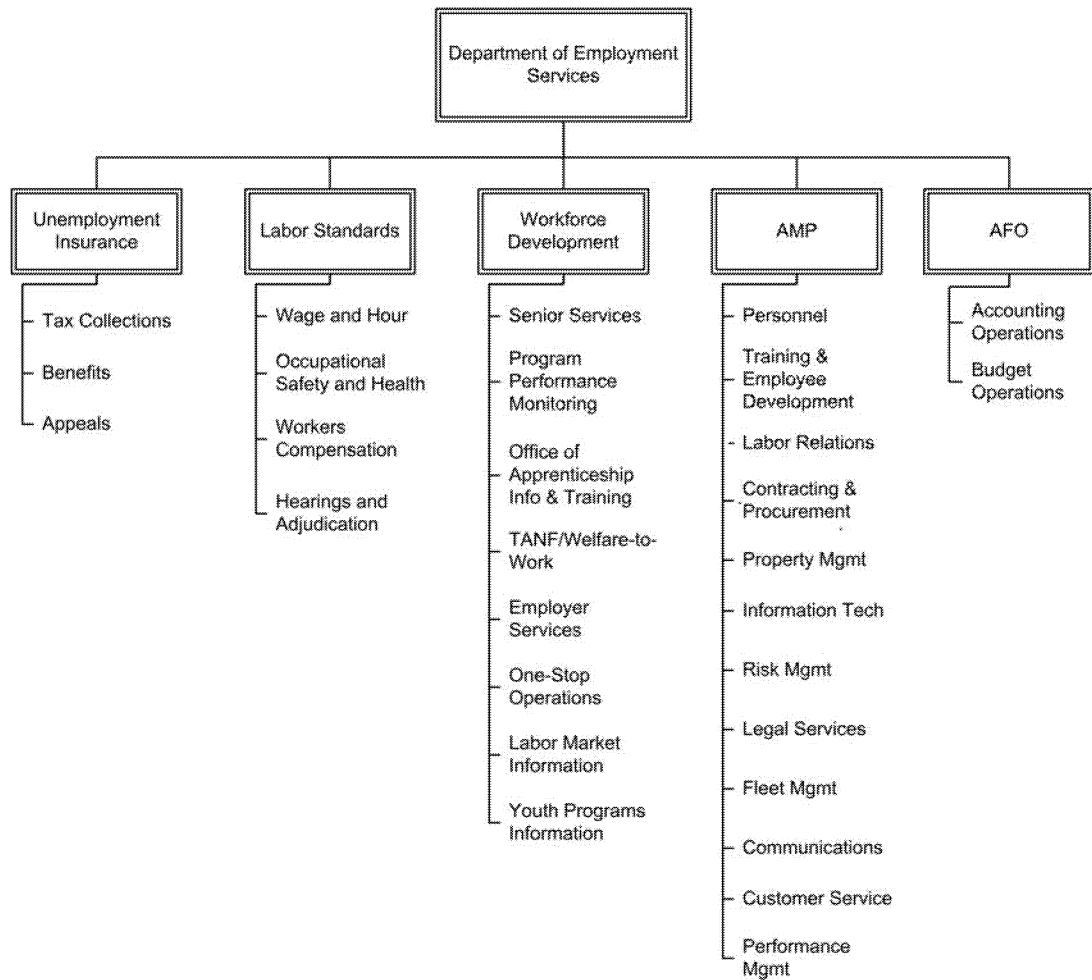 Department of Employment
Services
Unemployment
Insurance
Labor Standards
Workforce
Development
AMP
AFO
Tax Collections
Benefits
Appeals
Wage and Hour
Occupational
Safety and Health
Workers
Compensation
Hearings and
Adjudication
Senior Services
Program
Performance
Monitoring
Office of
Apprenticeship
Info & Training
TANF/Welfare-to-
Work
Employer
Services
One-Stop
Operations
Labor Market
Information
Youth Programs
Information
Personnel
Training &
Employee
Development
Labor Relations
Contracting &
Procurement
Property Mgmt
Information Tech
Risk Mgmt
Legal Services
Fleet Mgmt
Communications
Customer Service
Performance
Mgmt
Accounting
Operations
Budget
Operations